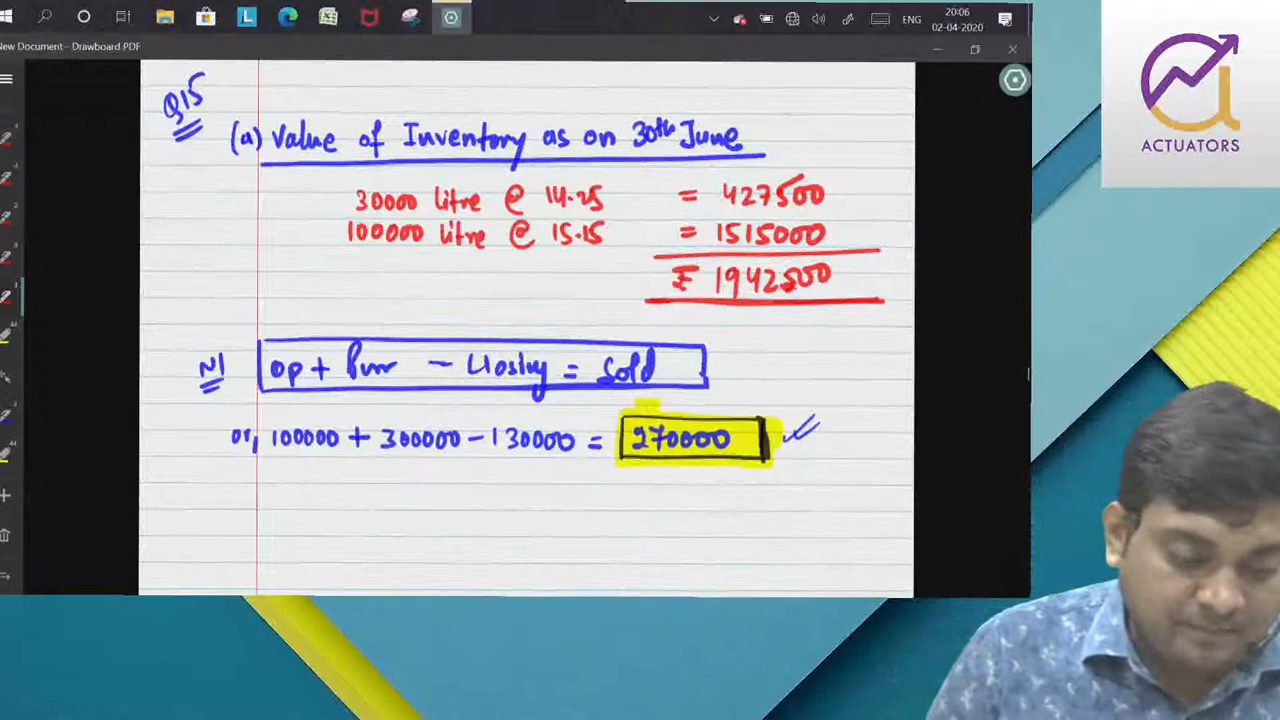 ENG
20:06
02-04-2020
New Document - Drawboard PDF
ACTUATORS
Q15
(a) Value of Inventory as on 30th June
30000 litre @ 14.25 = 427500
100000 litre @ 15.15 = 1515000
₹ 1942500
N1 op + Purr - Closing = Sold
or, 100000 + 300000 - 130000 = 270000